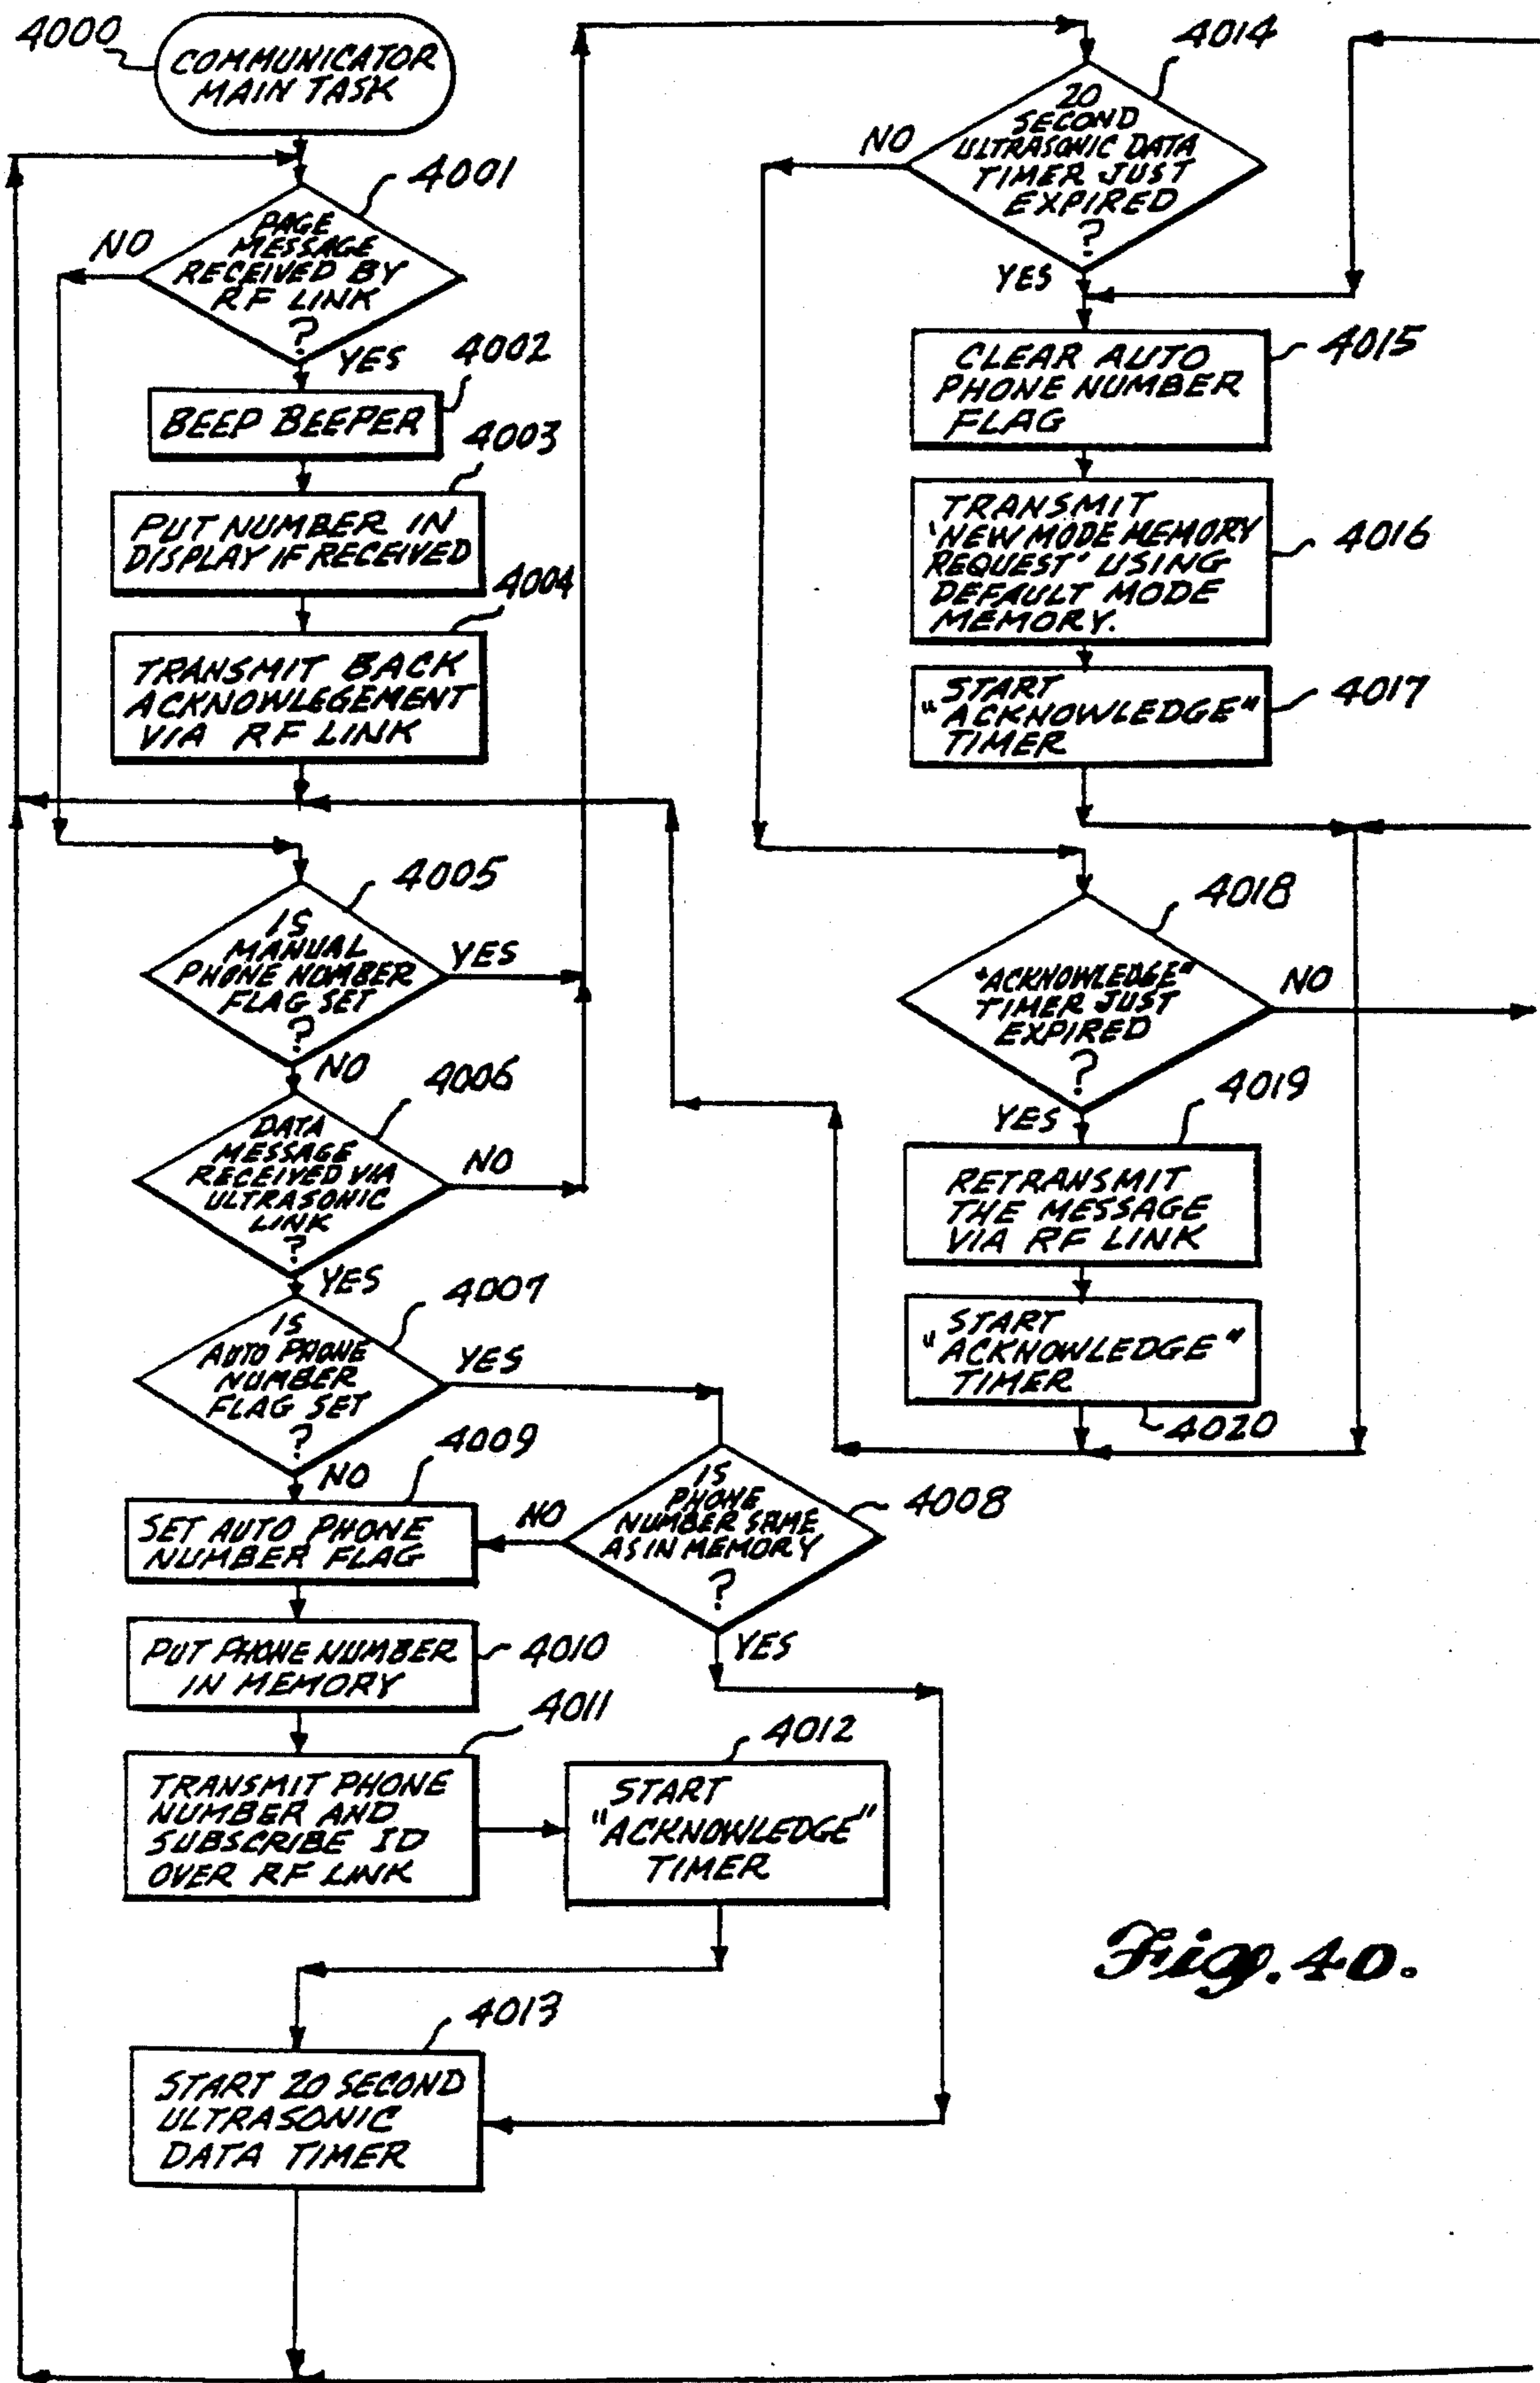 4000
COMMUNICATOR
MAIN TASK
4001
PAGE
MESSAGE
RECEIVED BY
RF LINK
?
NO
YES
4002
BEEP BEEPER
4003
PUT NUMBER IN
DISPLAY IF RECEIVED
4004
TRANSMIT BACK
ACKNOWLEGEMENT
VIA RF LINK
4005
IS
MANUAL
PHONE NUMBER
FLAG SET
?
YES
NO
4006
DATA
MESSAGE
RECEIVED VIA
ULTRASONIC
LINK
?
NO
YES
4007
IS
AUTO PHONE
NUMBER
FLAG SET
?
YES
NO
4009
SET AUTO PHONE
NUMBER FLAG
NO
IS
PHONE
NUMBER SAME
AS IN MEMORY
?
4008
YES
PUT PHONE NUMBER
IN MEMORY
4010
4011
TRANSMIT PHONE
NUMBER AND
SUBSCRIBE ID
OVER RF LINK
4012
START
"ACKNOWLEDGE"
TIMER
4013
START 20 SECOND
ULTRASONIC
DATA TIMER
4014
20
SECOND
ULTRASONIC DATA
TIMER JUST
EXPIRED
?
NO
YES
CLEAR AUTO
PHONE NUMBER
FLAG
4015
TRANSMIT
'NEW MODE MEMORY
REQUEST' USING
DEFAULT MODE
MEMORY.
4016
START
"ACKNOWLEDGE"
TIMER
4017
4018
"ACKNOWLEDGE"
TIMER JUST
EXPIRED
?
NO
YES
4019
RETRANSMIT
THE MESSAGE
VIA RF LINK
START
"ACKNOWLEDGE"
TIMER
4020
Fig. 40.